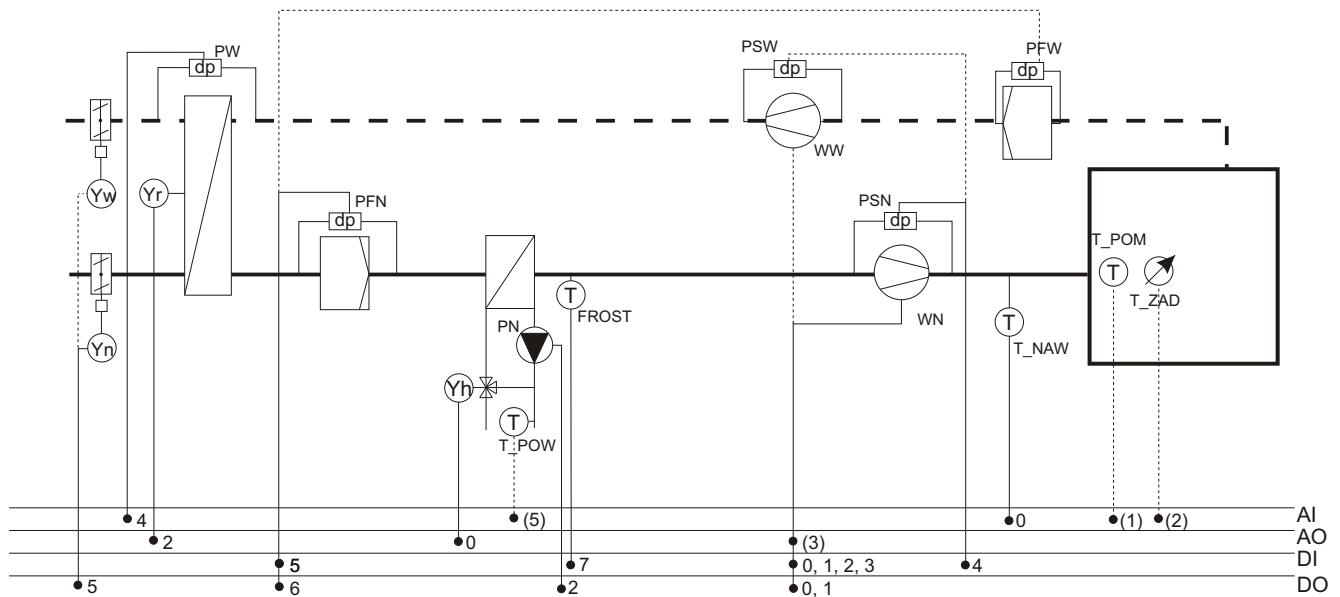 PW
dp
PSW
dp
PFW
dp
WW
Yw
Yr
PFN
dp
PSN
dp
T_POM
T
T_ZAD
T
FROST
PN
WN
T
T_NAW
Yn
Yh
T
T_POW
4
(5)
0
(1)
(2)
AI
2
0
(3)
AO
5
7
0, 1, 2, 3
4
DI
5
6
2
0, 1
DO